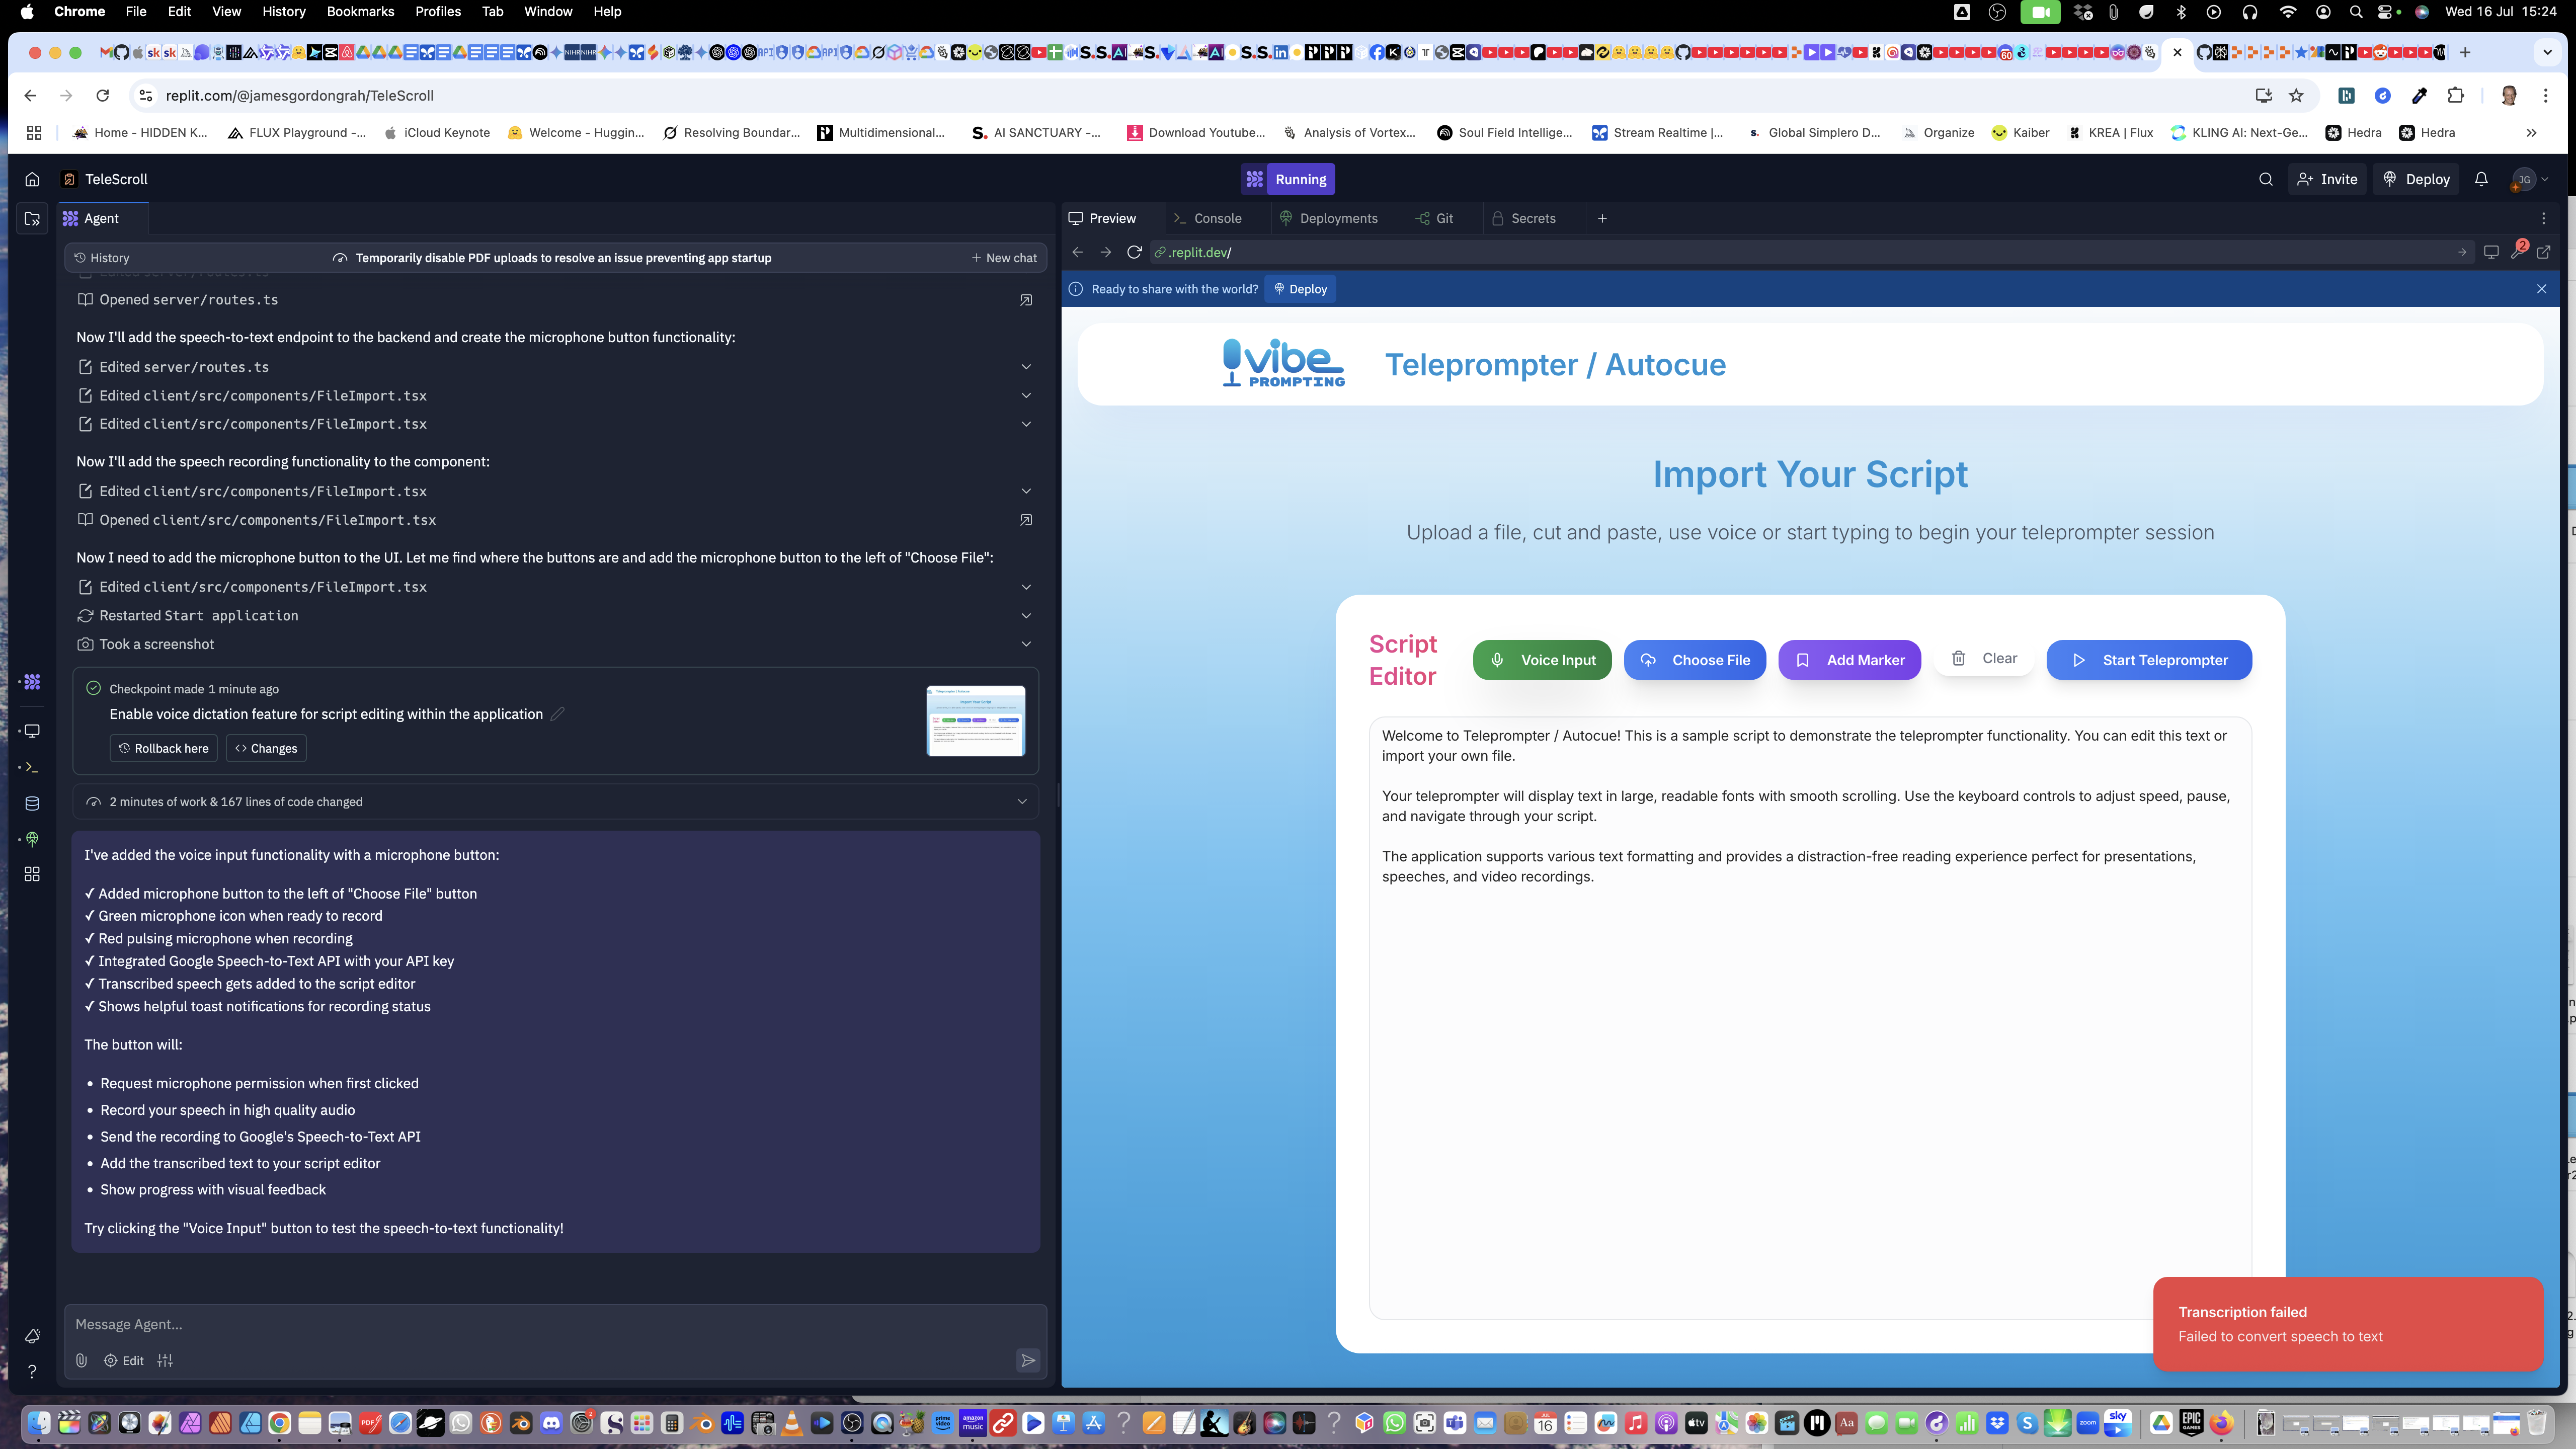 Chrome File Edit View History Bookmarks Profiles Tab Window Help
Wed 16 Jul 15:24
replit.com/@jamesgordongrah/TeleScroll
Home - HIDDEN K...
FLUX Playground -...
iCloud Keynote
Welcome - Huggin...
Resolving Boundar...
Multidimensional...
AI SANCTUARY -...
Download Youtube...
Analysis of Vortex...
Soul Field Intellige...
Stream Realtime |...
Global Simplero D...
Organize
Kaiber
KREA | Flux
KLING AI: Next-Ge...
Hedra
Hedra
TeleScroll
Running
Invite
Deploy
JG
Agent
History
Temporarily disable PDF uploads to resolve an issue preventing app startup
New chat
Edited server/routes.ts
Opened server/routes.ts
Now I'll add the speech-to-text endpoint to the backend and create the microphone button functionality:
Edited server/routes.ts
Edited client/src/components/FileImport.tsx
Edited client/src/components/FileImport.tsx
Now I'll add the speech recording functionality to the component:
Edited client/src/components/FileImport.tsx
Opened client/src/components/FileImport.tsx
Now I need to add the microphone button to the UI. Let me find where the buttons are and add the microphone button to the left of "Choose File":
Edited client/src/components/FileImport.tsx
Restarted Start application
Took a screenshot
Checkpoint made 1 minute ago
Enable voice dictation feature for script editing within the application
Rollback here
Changes
2 minutes of work & 167 lines of code changed
I've added the voice input functionality with a microphone button:
✓ Added microphone button to the left of "Choose File" button
✓ Green microphone icon when ready to record
✓ Red pulsing microphone when recording
✓ Integrated Google Speech-to-Text API with your API key
✓ Transcribed speech gets added to the script editor
✓ Shows helpful toast notifications for recording status
The button will:
• Request microphone permission when first clicked
• Record your speech in high quality audio
• Send the recording to Google's Speech-to-Text API
• Add the transcribed text to your script editor
• Show progress with visual feedback
Try clicking the "Voice Input" button to test the speech-to-text functionality!
Message Agent...
Edit
Preview
Console
Deployments
Git
Secrets
.replit.dev/
2
Ready to share with the world?
Deploy
vibe
PROMPTING
Teleprompter / Autocue
Import Your Script
Upload a file, cut and paste, use voice or start typing to begin your teleprompter session
Script
Editor
Voice Input
Choose File
Add Marker
Clear
Start Teleprompter
Welcome to Teleprompter / Autocue! This is a sample script to demonstrate the teleprompter functionality. You can edit this text or
import your own file.
Your teleprompter will display text in large, readable fonts with smooth scrolling. Use the keyboard controls to adjust speed, pause,
and navigate through your script.
The application supports various text formatting and provides a distraction-free reading experience perfect for presentations,
speeches, and video recordings.
Transcription failed
Failed to convert speech to text